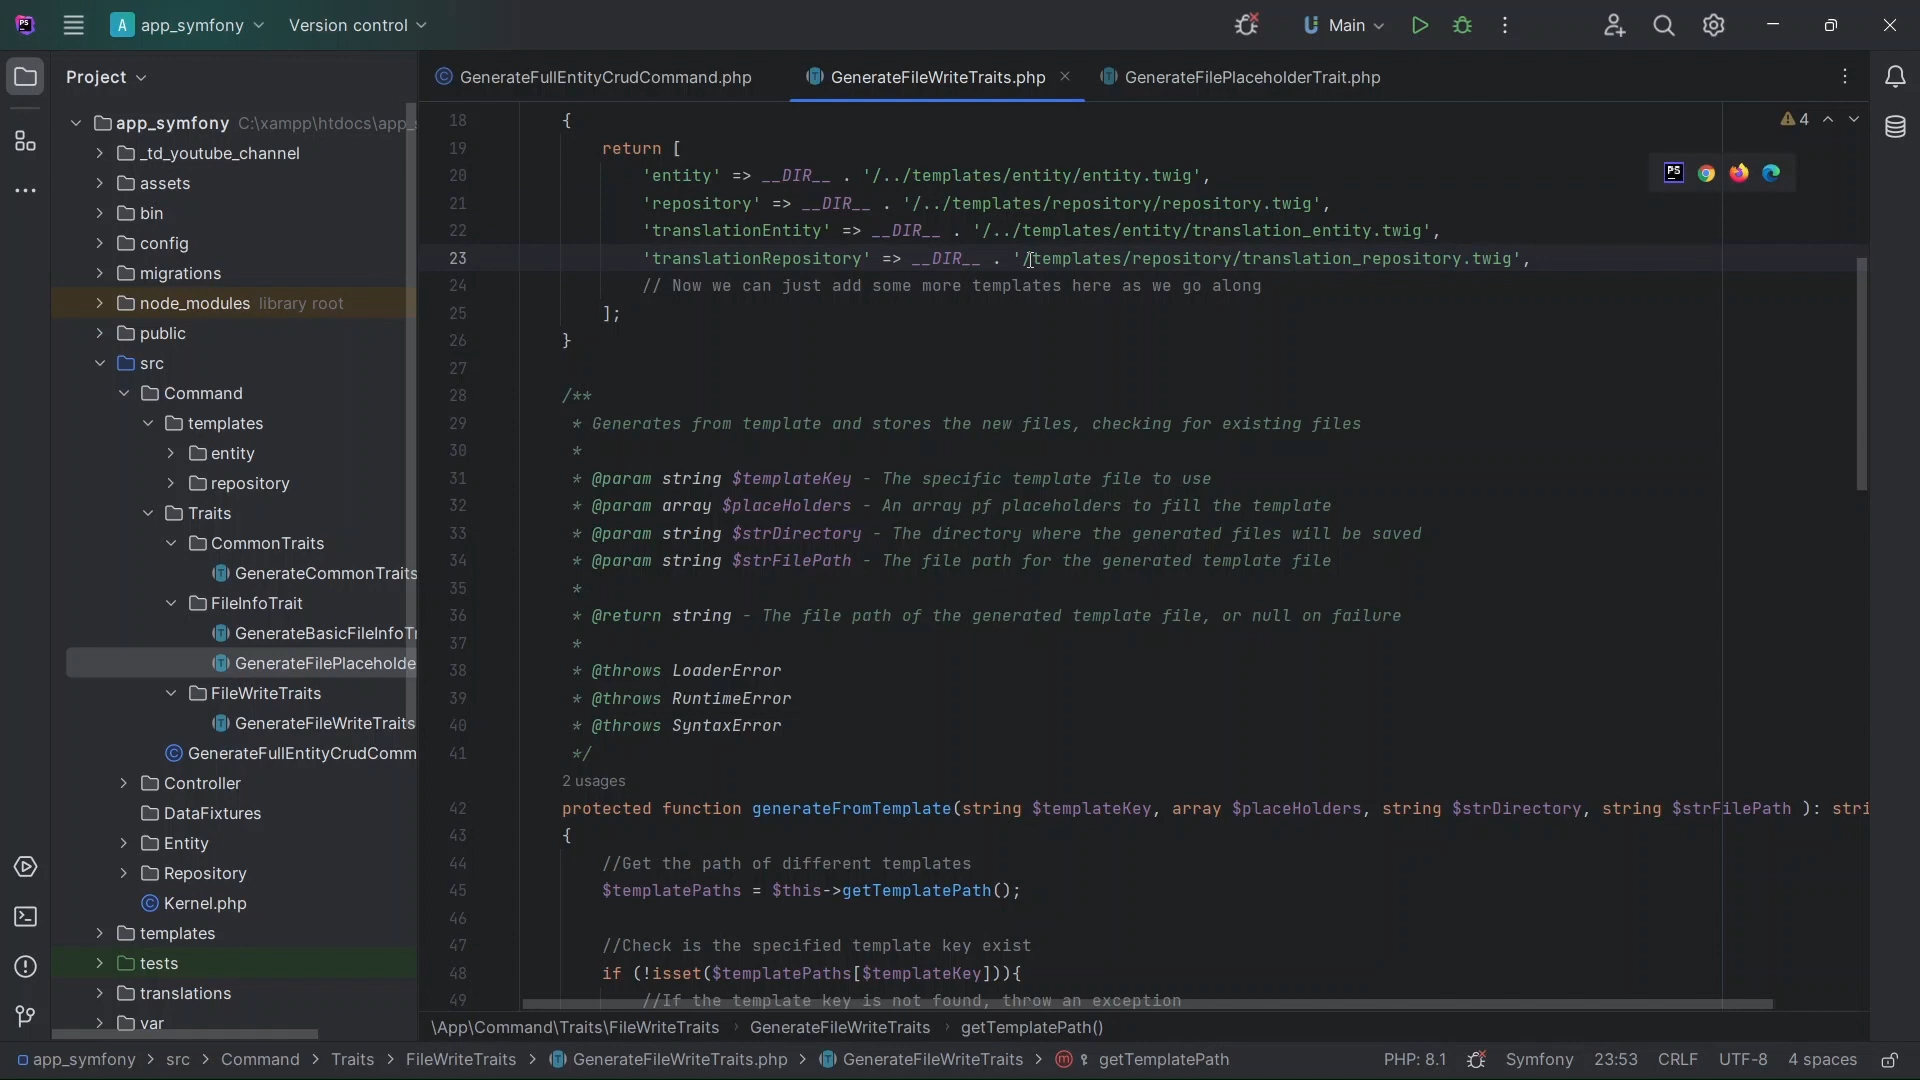 PS
A app_symfony
Version control
Main
Project
GenerateFullEntityCrudCommand.php
GenerateFileWriteTraits.php
GenerateFilePlaceholderTrait.php
app_symfony C:\xampp\htdocs\app_s
_td_youtube_channel
assets
bin
config
migrations
node_modules library root
public
src
Command
templates
entity
repository
Traits
CommonTraits
GenerateCommonTraits
FileInfoTrait
GenerateBasicFileInfoTr
GenerateFilePlaceholde
FileWriteTraits
GenerateFileWriteTraits
GenerateFullEntityCrudComm
Controller
DataFixtures
Entity
Repository
Kernel.php
templates
tests
translations
var
4
PS
18 {
19 return [
20 'entity' => __DIR__ . '/../templates/entity/entity.twig',
21 'repository' => __DIR__ . '/../templates/repository/repository.twig',
22 'translationEntity' => __DIR__ . '/../templates/entity/translation_entity.twig',
23 'translationRepository' => __DIR__ . '/templates/repository/translation_repository.twig',
24 // Now we can just add some more templates here as we go along
25 ];
26 }
27
28 /**
29 * Generates from template and stores the new files, checking for existing files
30 *
31 * @param string $templateKey - The specific template file to use
32 * @param array $placeHolders - An array pf placeholders to fill the template
33 * @param string $strDirectory - The directory where the generated files will be saved
34 * @param string $strFilePath - The file path for the generated template file
35 *
36 * @return string - The file path of the generated template file, or null on failure
37 *
38 * @throws LoaderError
39 * @throws RuntimeError
40 * @throws SyntaxError
41 */
2 usages
42 protected function generateFromTemplate(string $templateKey, array $placeHolders, string $strDirectory, string $strFilePath ): stri
43 {
44 //Get the path of different templates
45 $templatePaths = $this->getTemplatePath();
46
47 //Check is the specified template key exist
48 if (!isset($templatePaths[$templateKey])){
49 //If the template key is not found, throw an exception
\App\Command\Traits\FileWriteTraits › GenerateFileWriteTraits › getTemplatePath()
app_symfony > src > Command > Traits > FileWriteTraits > GenerateFileWriteTraits.php > GenerateFileWriteTraits > getTemplatePath
PHP: 8.1 Symfony 23:53 CRLF UTF-8 4 spaces